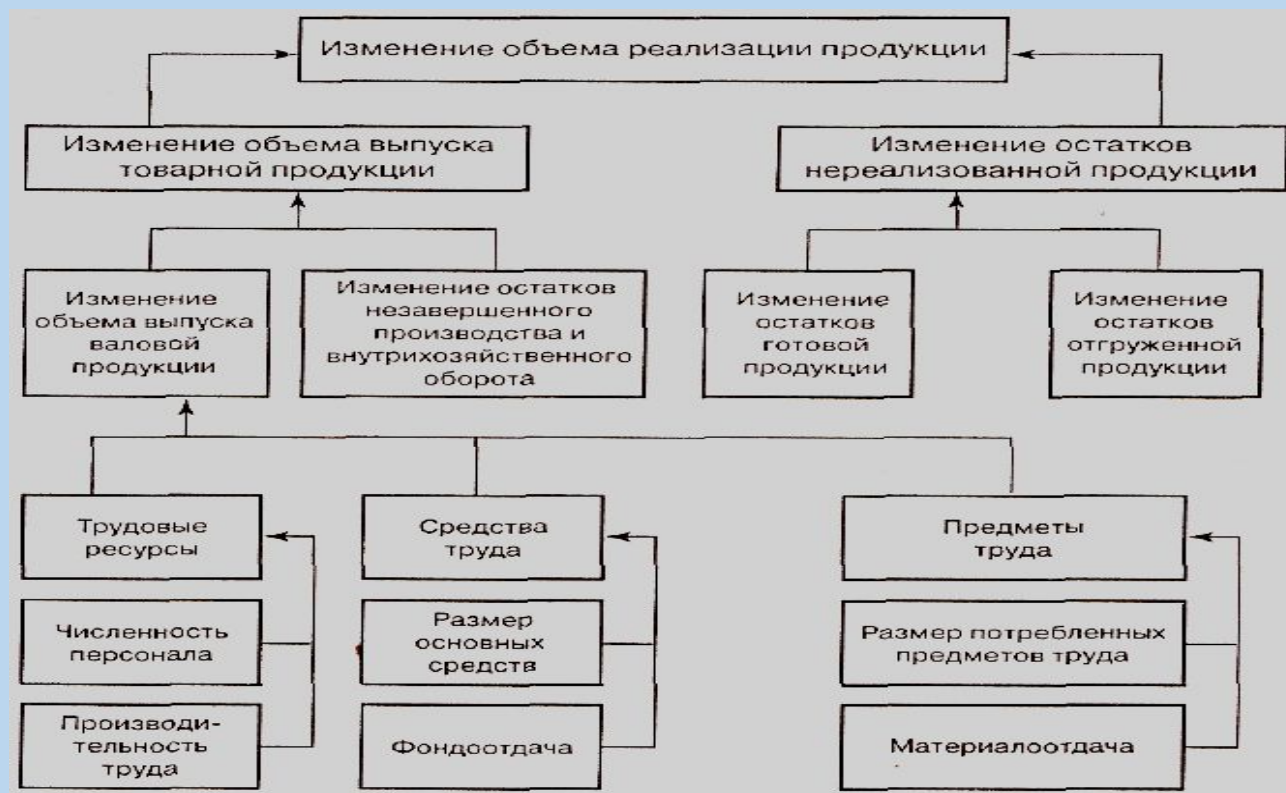 Изменение объема реализации продукции
Изменение объема выпуска
товарной продукции
Изменение остатков
нереализованной продукции
Изменение
объема выпуска
валовой
продукции
Изменение остатков
незавершенного
производства и
внутрихозяйственного
оборота
Изменение
остатков
готовой
продукции
Изменение
остатков
отгруженной
продукции
Трудовые
ресурсы
Средства
труда
Предметы
труда
Численность
персонала
Размер
основных
средств
Размер потребленных
предметов труда
Производи-
тельность
труда
Фондоотдача
Материалоотдача